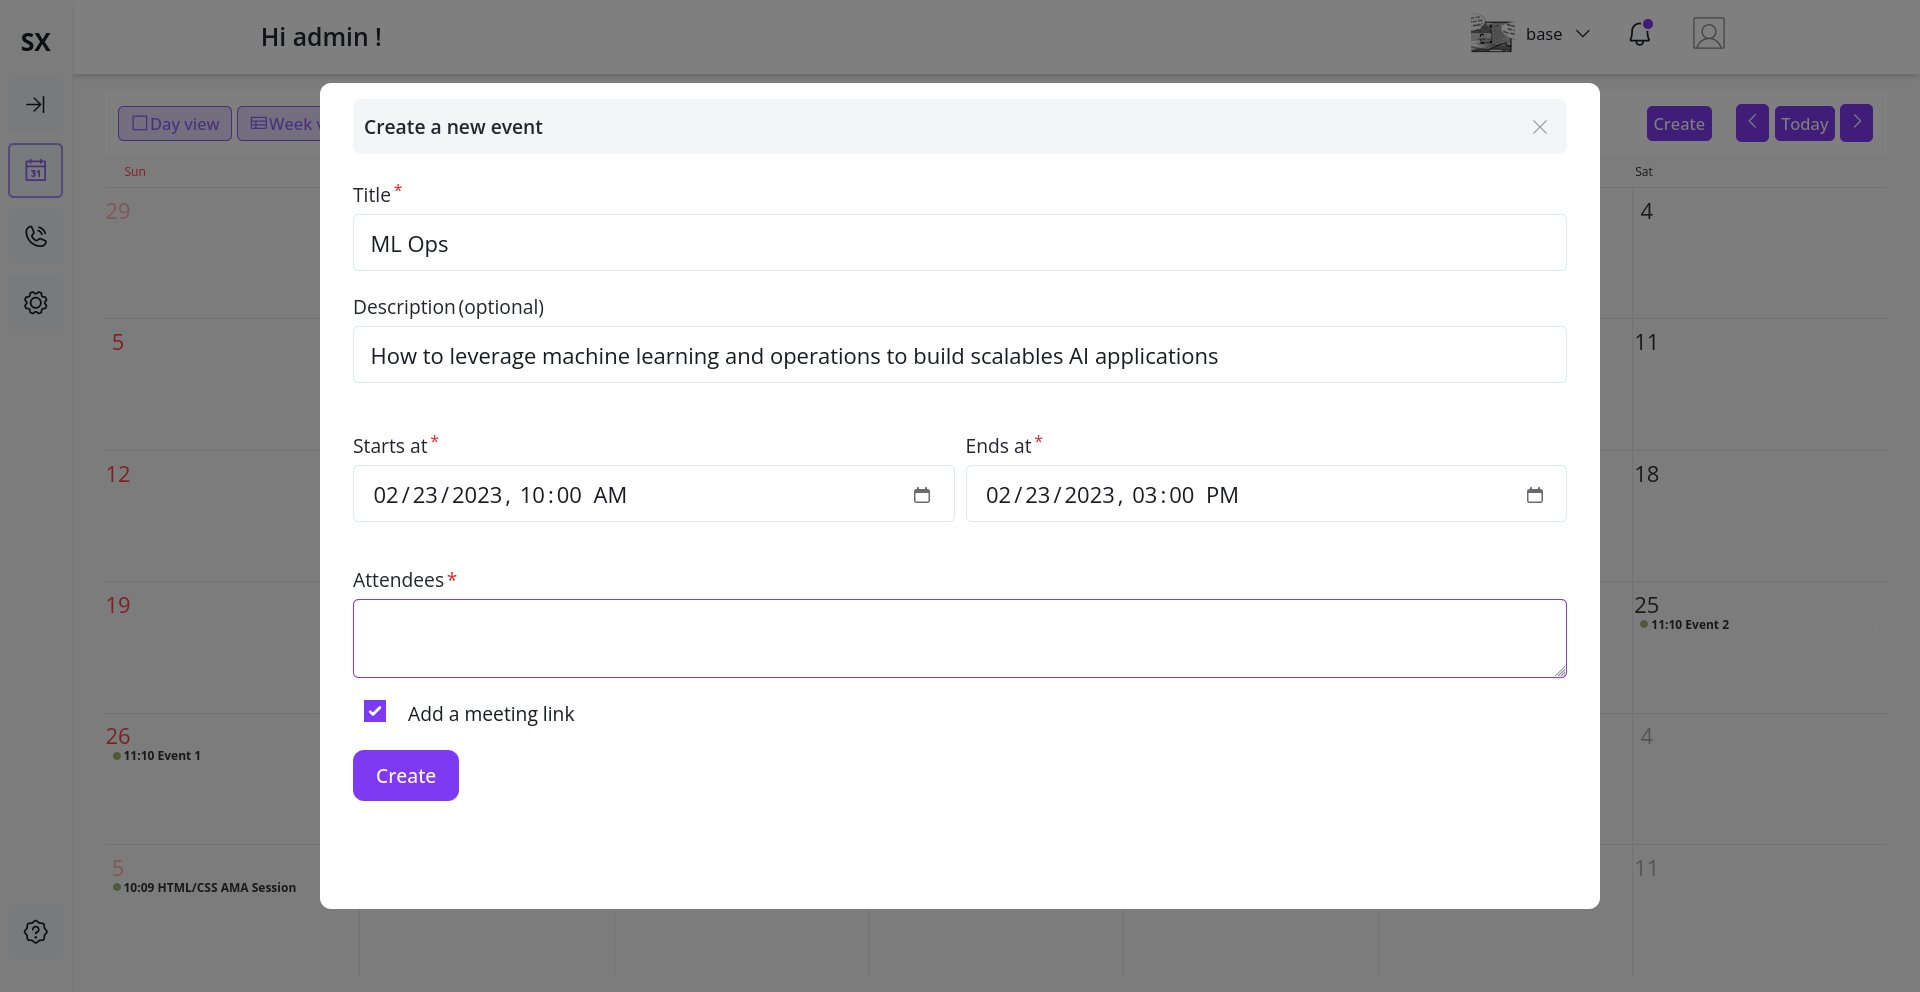 SX
Hi admin !
base
Day view
Week
Create
Today
Sun
Sat
29
4
5
11
12
18
19
25
11:10 Event 2
26
11:10 Event 1
4
5
10:09 HTML/CSS AMA Session
11
Create a new event
Title*
ML Ops
Description (optional)
How to leverage machine learning and operations to build scalables AI applications
Starts at*
Ends at*
02/23/2023, 10:00 AM
02/23/2023, 03:00 PM
Attendees*
Add a meeting link
Create